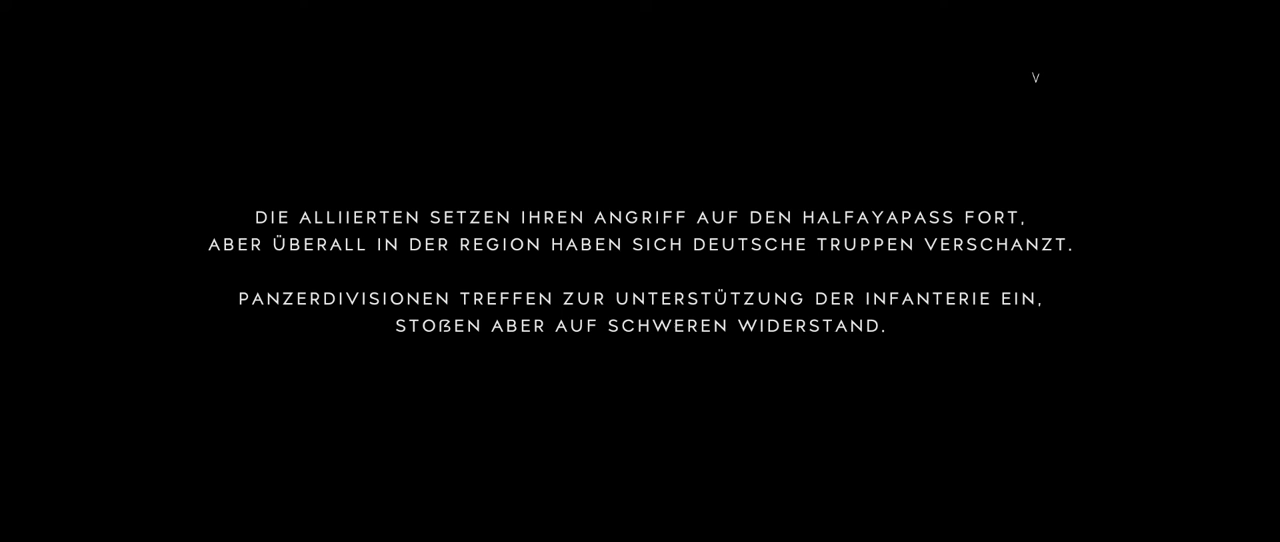 V
DIE ALLIIERTEN SETZEN IHREN ANGRIFF AUF DEN HALFAYAPASS FORT,
ABER ÜBERALL IN DER REGION HABEN SICH DEUTSCHE TRUPPEN VERSCHANZT.
PANZERDIVISIONEN TREFFEN ZUR UNTERSTÜTZUNG DER INFANTERIE EIN,
STOßEN ABER AUF SCHWEREN WIDERSTAND.